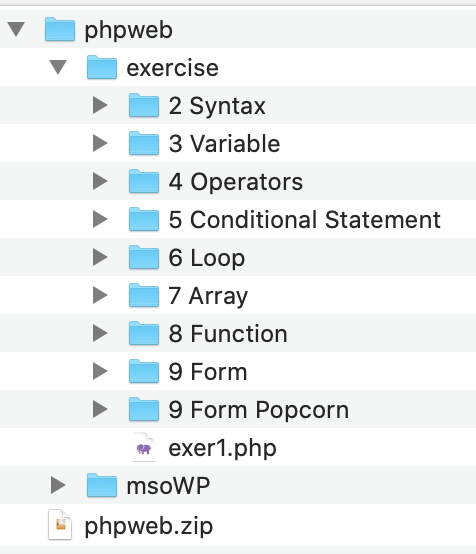 phpweb
exercise
2 Syntax
3 Variable
4 Operators
5 Conditional Statement
6 Loop
7 Array
8 Function
9 Form
9 Form Popcorn
exer1.php
msoWP
phpweb.zip